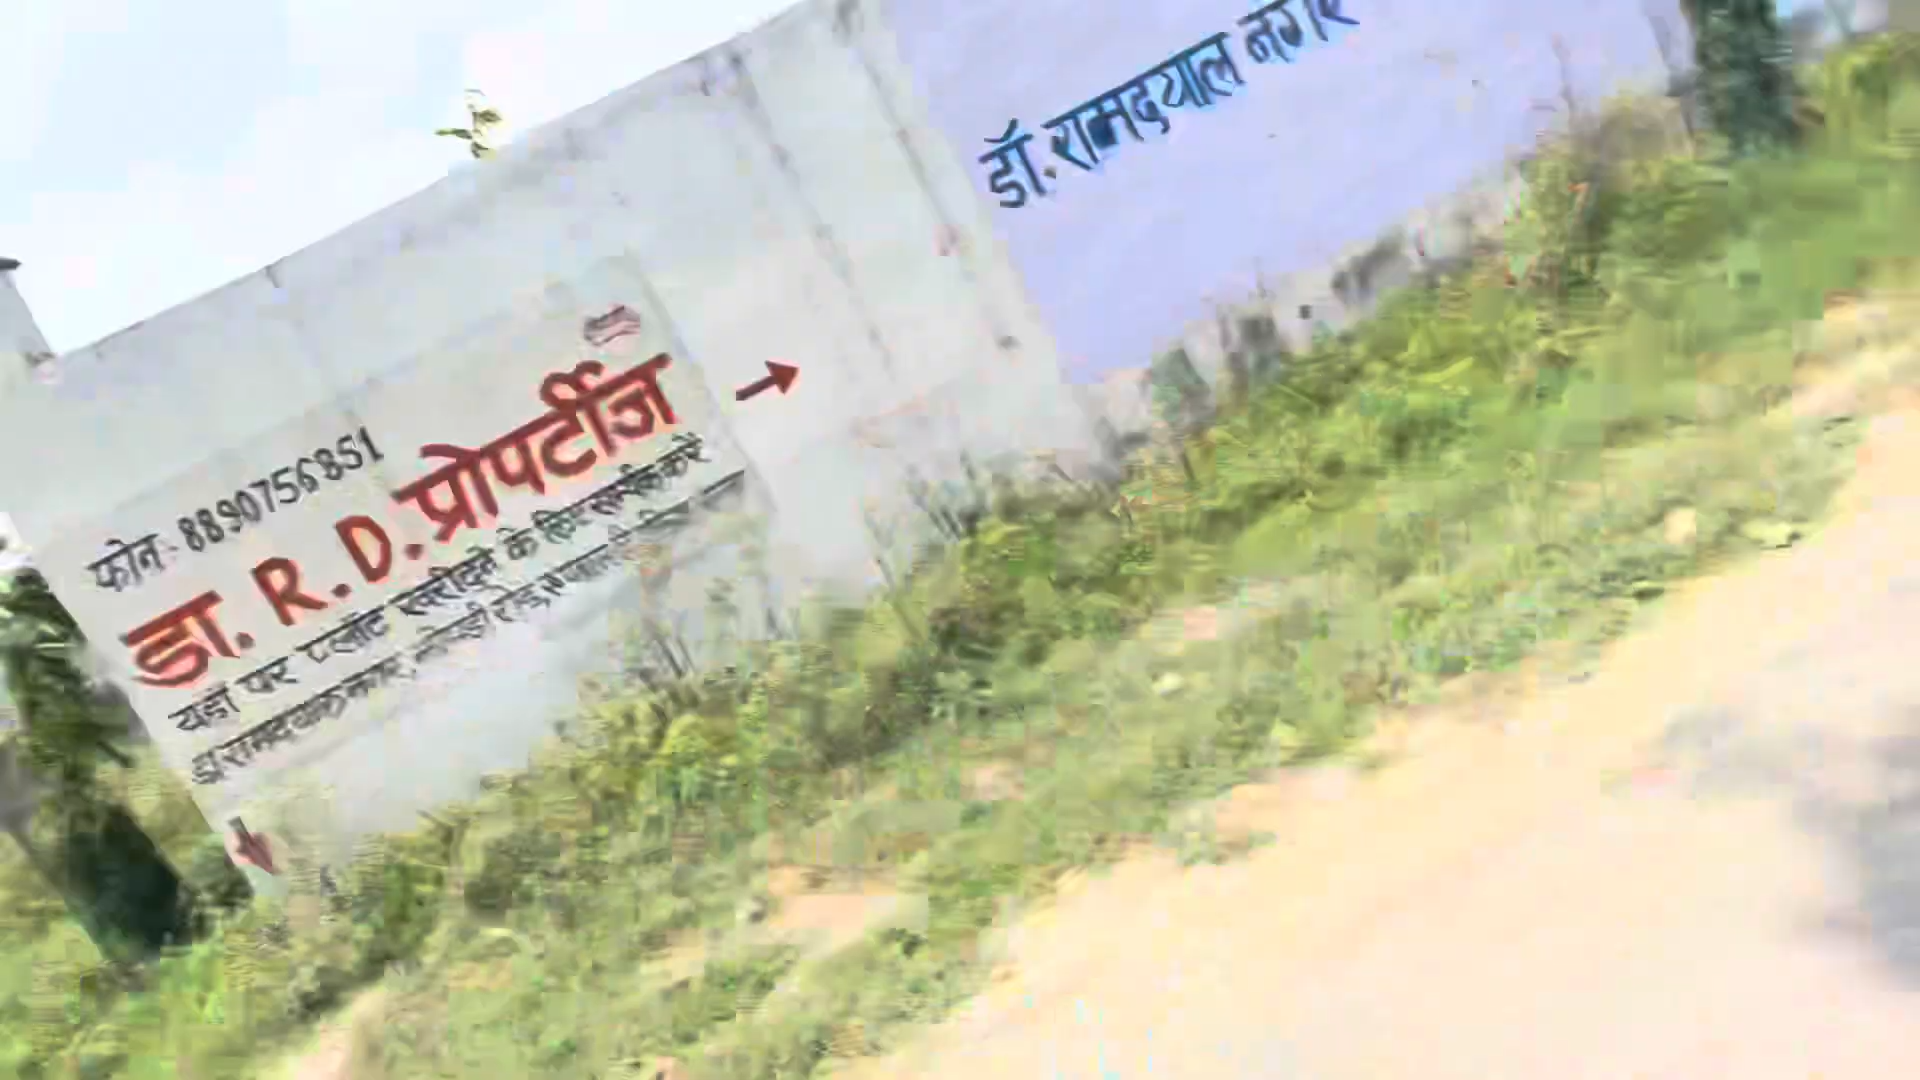 डॉ. रामदयाल नगर
फोन: 8890756851
डा. R. D. प्रोपर्टीज
यहाँ पर प्लॉट खरीदने के लिए सम्पर्क करें